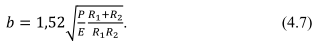 b = 1,52√(P/E (R₁+R₂)/(R₁R₂)). (4.7)